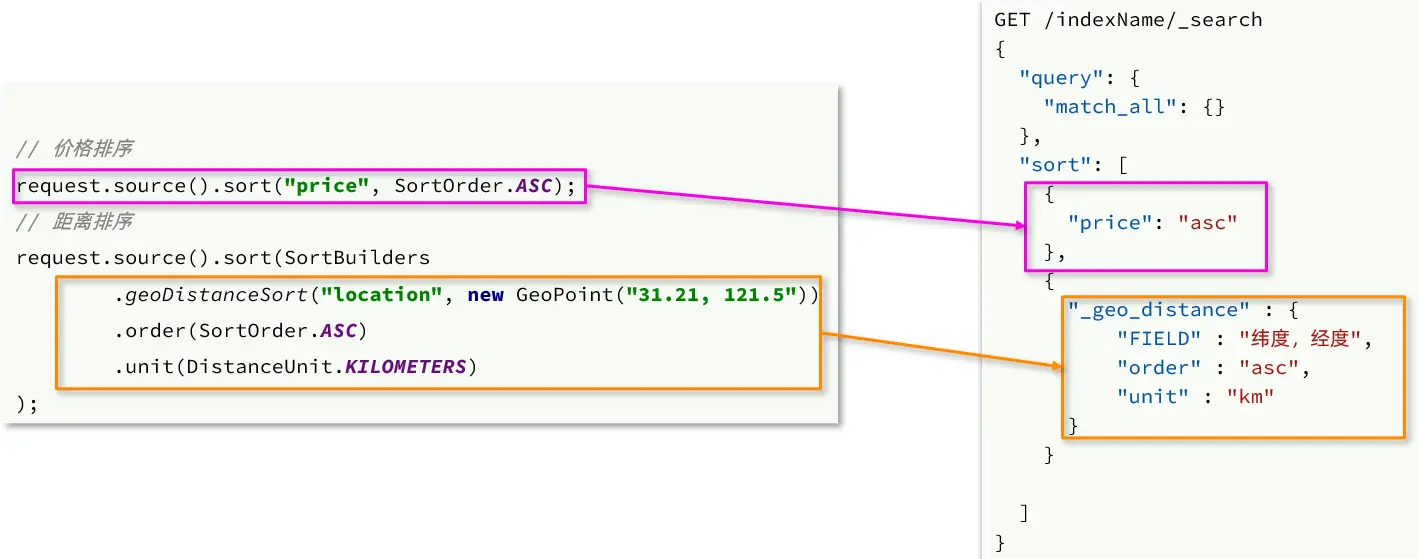 // 价格排序
request.source().sort("price", SortOrder.ASC);
// 距离排序
request.source().sort(SortBuilders
.geoDistanceSort("location", new GeoPoint("31.21, 121.5"))
.order(SortOrder.ASC)
.unit(DistanceUnit.KILOMETERS)
);
GET /indexName/_search
{
"query": {
"match_all": {}
},
"sort": [
{
"price": "asc"
},
{
"_geo_distance" : {
"FIELD" : "纬度，经度",
"order" : "asc",
"unit" : "km"
}
}
]
}